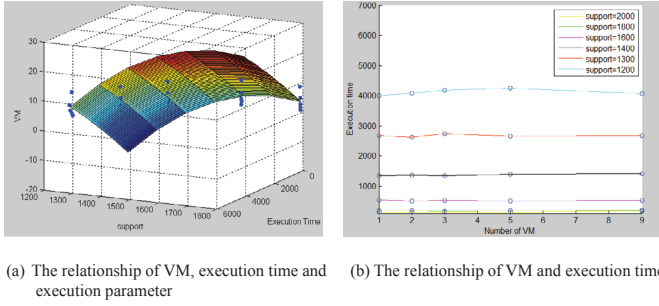 30
20
10
0
-10
-20
VM
1200
1300
1400
1500
1600
1700
1800
support
6000
4000
2000
0
Execution Time
7000
6000
5000
4000
3000
2000
1000
Execution time
1 2 3 4 5 6 7 8 9
Number of VM
support=2000
support=1800
support=1600
support=1400
support=1300
support=1200
(a) The relationship of VM, execution time and
execution parameter
(b) The relationship of VM and execution time